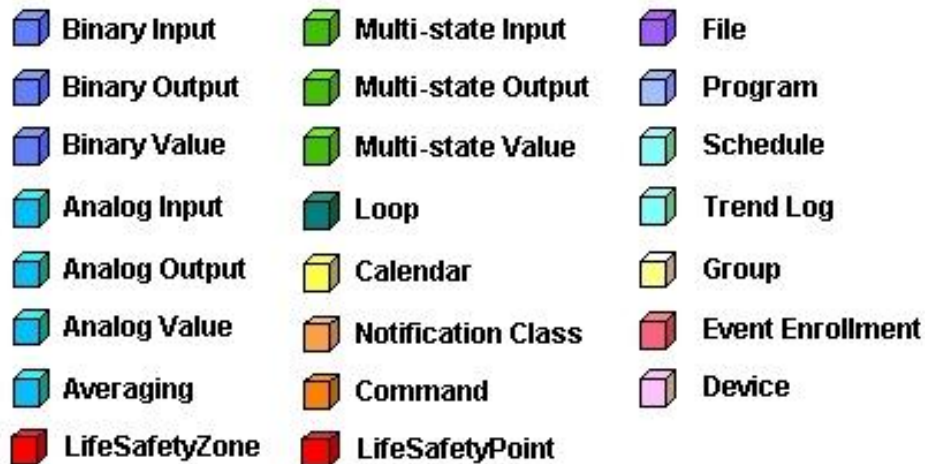 Binary Input
Binary Output
Binary Value
Analog Input
Analog Output
Analog Value
Averaging
LifeSafetyZone
Multi-state Input
Multi-state Output
Multi-state Value
Loop
Calendar
Notification Class
Command
LifeSafetyPoint
File
Program
Schedule
Trend Log
Group
Event Enrollment
Device